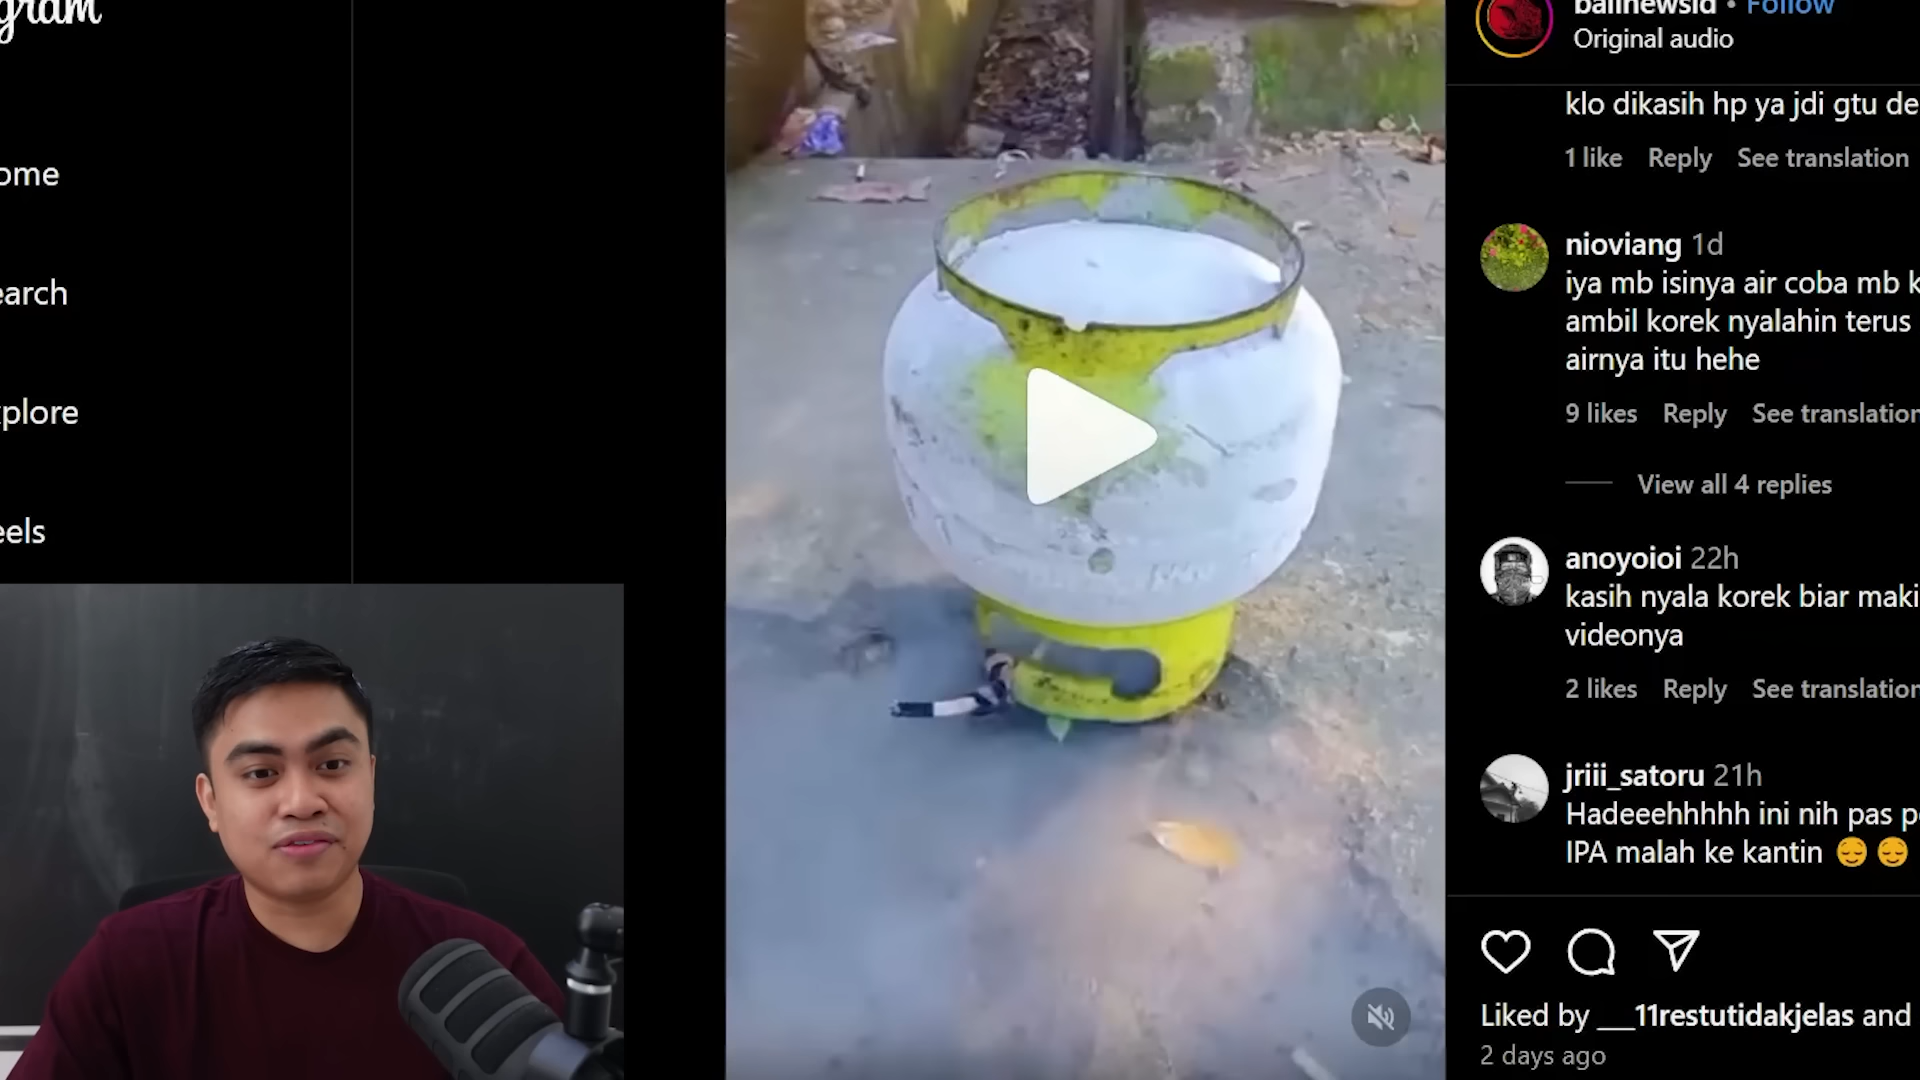 gram
ome
earch
xplore
eels
balinewsid • Follow
Original audio
klo dikasih hp ya jdi gtu de
1 like Reply See translation
nioviang 1d
iya mb isinya air coba mb k
ambil korek nyalahin terus
airnya itu hehe
9 likes Reply See translation
View all 4 replies
anoyoioi 22h
kasih nyala korek biar maki
videonya
2 likes Reply See translation
jriii_satoru 21h
Hadeeehhhhh ini nih pas p
IPA malah ke kantin 😌 😌
Liked by ___11restutidakjelas and
2 days ago